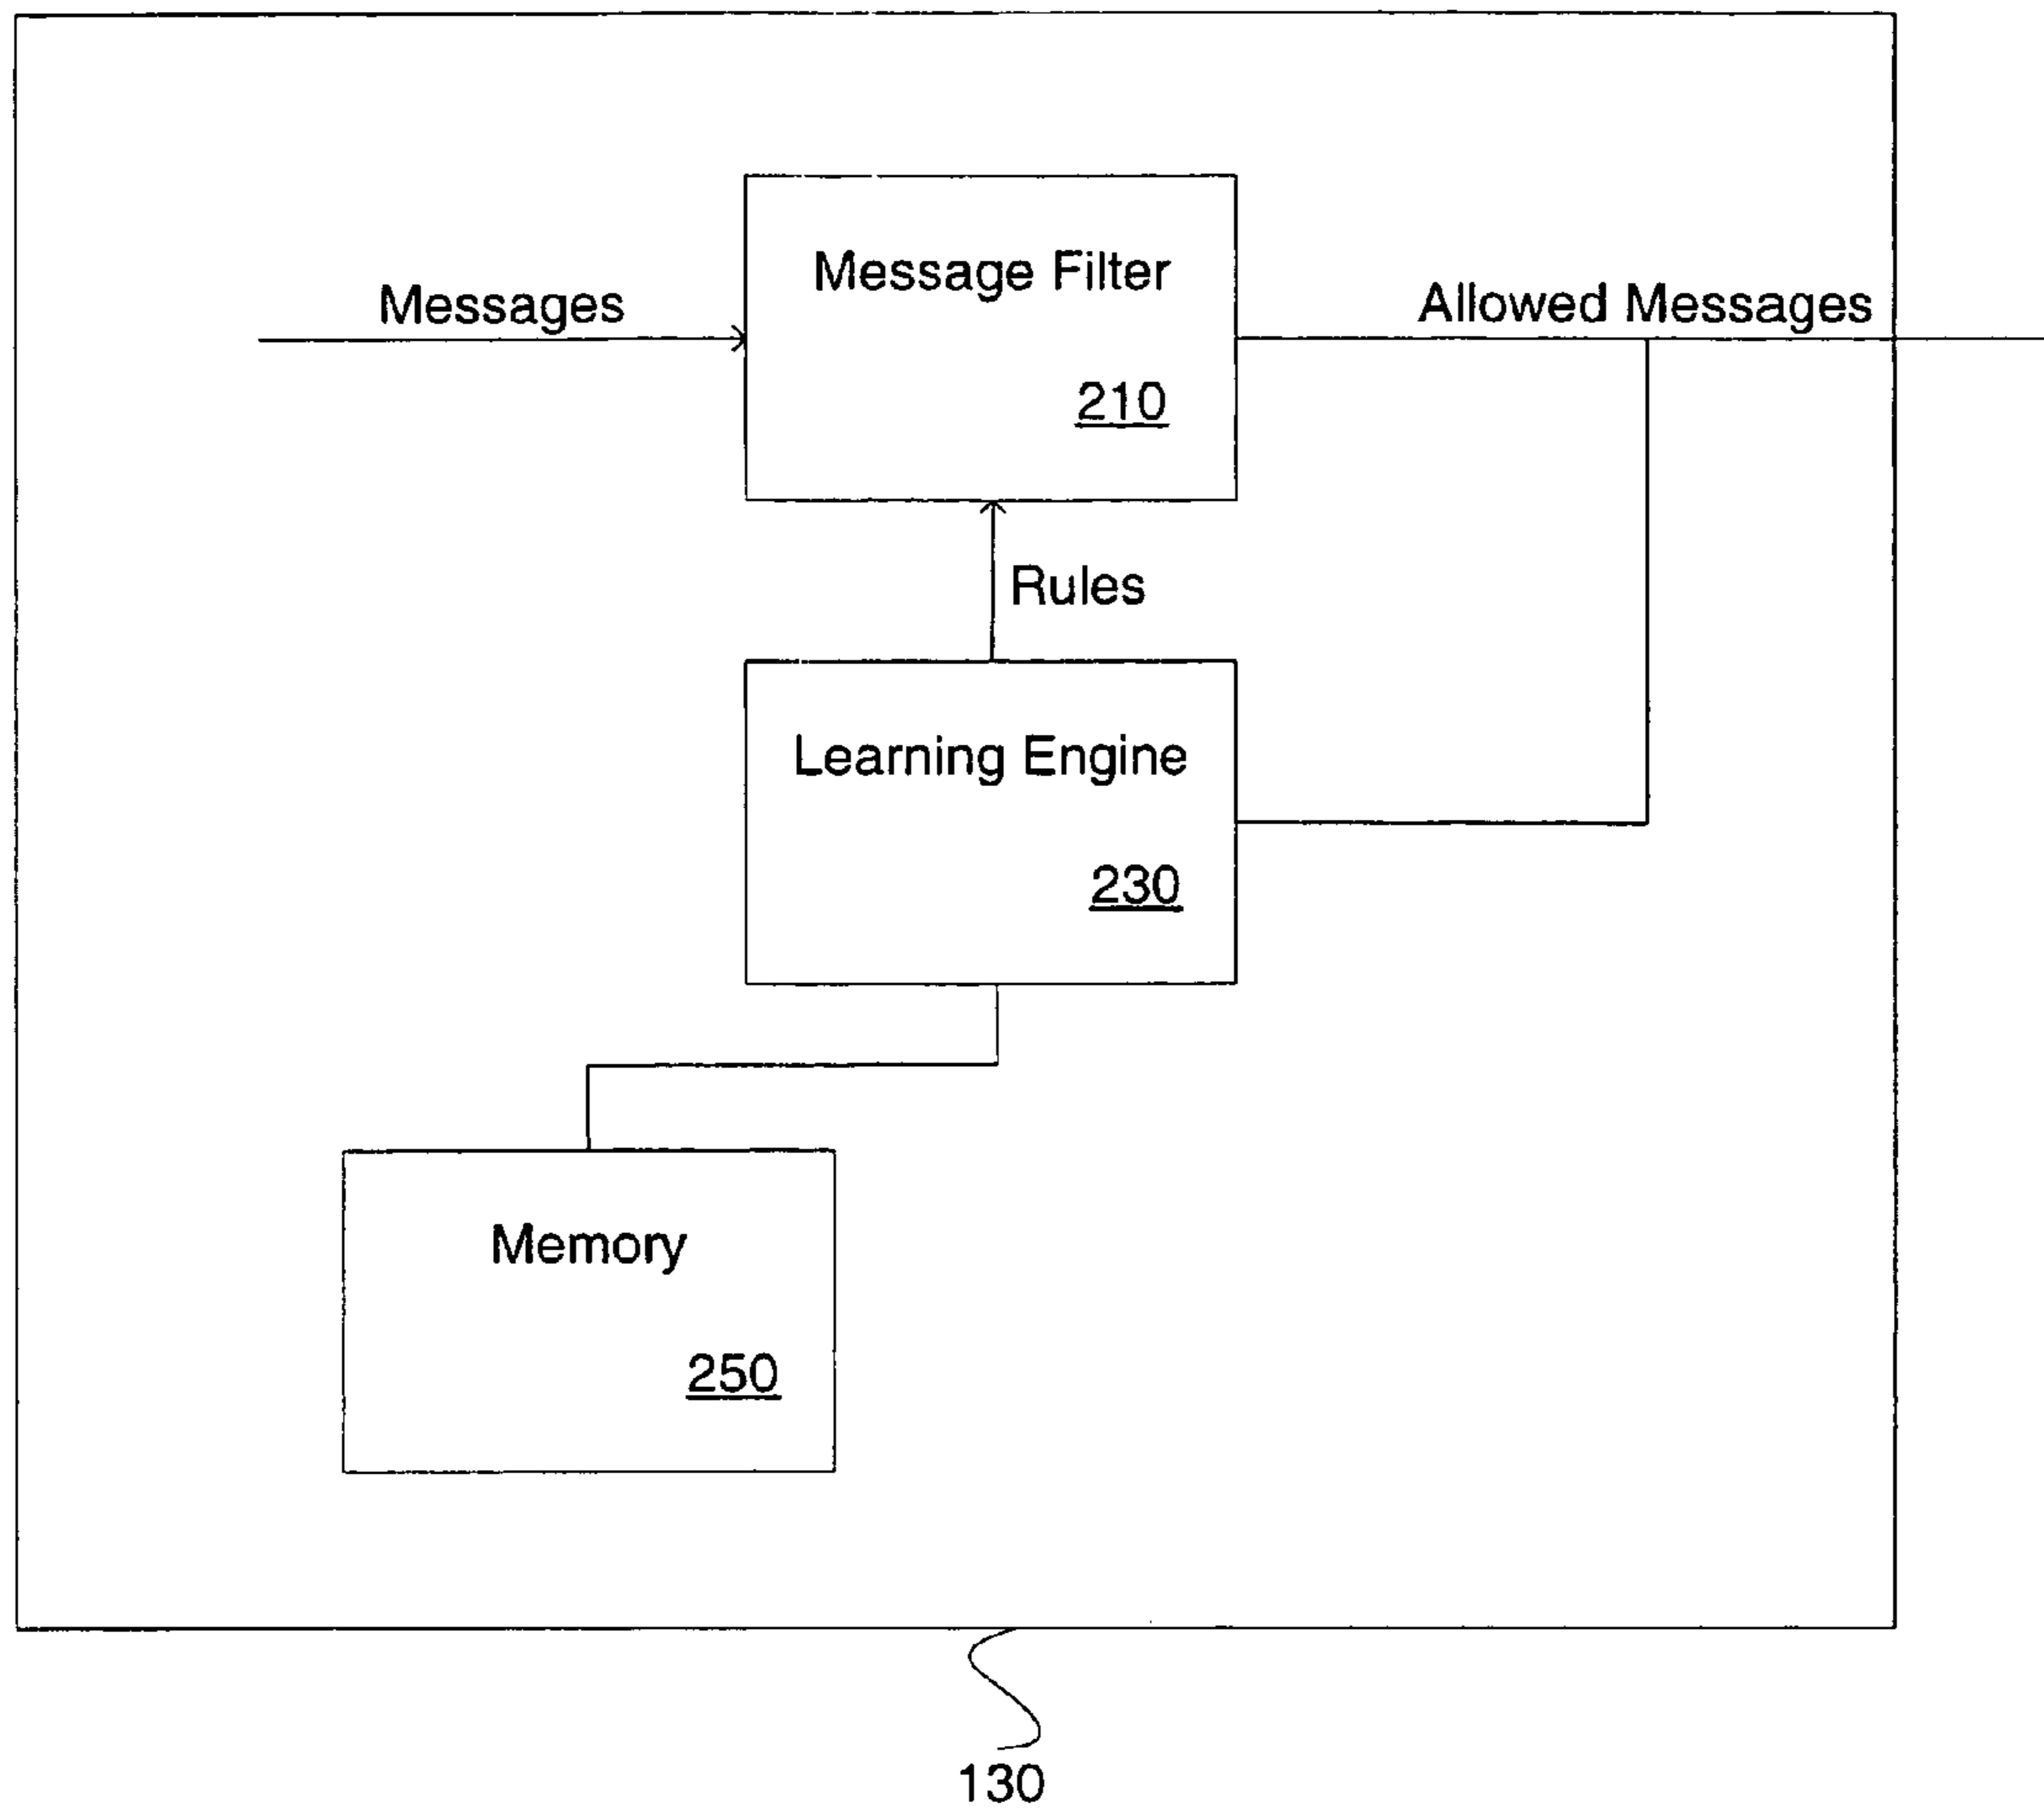 Messages
Message Filter
210
Allowed Messages
Rules
Learning Engine
230
Memory
250
130